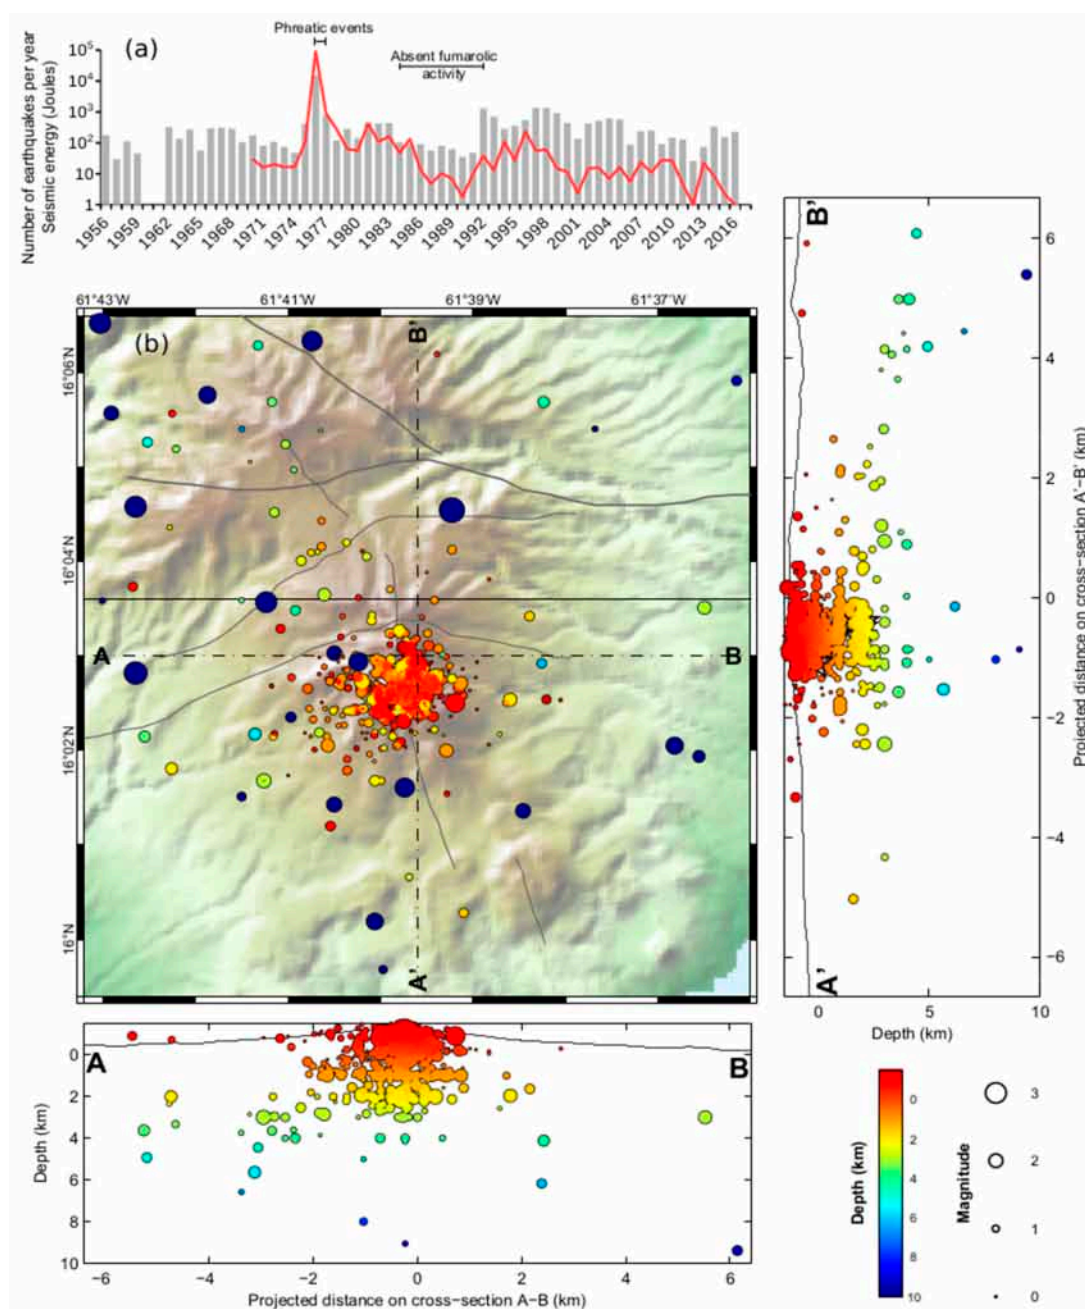 Phreatic events
(a)
Absent fumarolic
activity
Number of earthquakes per year
Seismic energy (Joules)
10⁵
10⁴
10³
10²
10
1
1956
1959
1962
1965
1968
1971
1974
1977
1980
1983
1986
1989
1992
1995
1998
2001
2004
2007
2010
2013
2016
61°43'W
61°41'W
61°39'W
61°37'W
(b)
B'
16°06'N
16°04'N
A
B
16°02'N
16°N
A'
B'
6
4
2
0
−2
−4
−6
Projected distance on cross−section A'−B' (km)
A'
0
5
10
Depth (km)
A
B
0
2
4
6
8
10
Depth (km)
−6
−4
−2
0
2
4
6
Projected distance on cross−section A−B (km)
Depth (km)
0
2
4
6
8
10
Magnitude
3
2
1
0